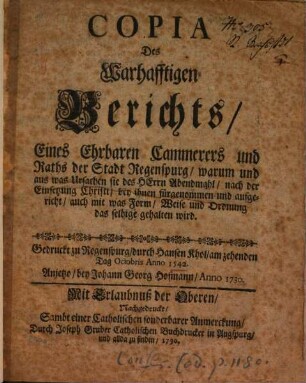 COPIA
Des
Warhafftigen
Berichts/
Eines Ehrbaren Cammerers und
Raths der Stadt Regenspurg/ warum und
aus was Ursachen sie des HErrn Abendmahl/ nach der
Einsetzung Christi/ bey ihnen fürgenommen und aufge-
richt/ auch mit was Form/ Weise und Ordnung
das selbige gehalten wird.
Gedruckt zu Regenspurg/ durch Hansen Khol/ am zehenden
Tag Octobris Anno 1542.
Anjetzo/ bey Johann Georg Hofmann/ Anno 1730.
Mit Erlaubnuß der Oberen/
Nachgedruckt/
Sambt einer Catholischen sonderbarer Anmerckung/
Durch Joseph Gruber Catholischen Buchdrucker in Augspurg/
und allda zu finden/ 1730.